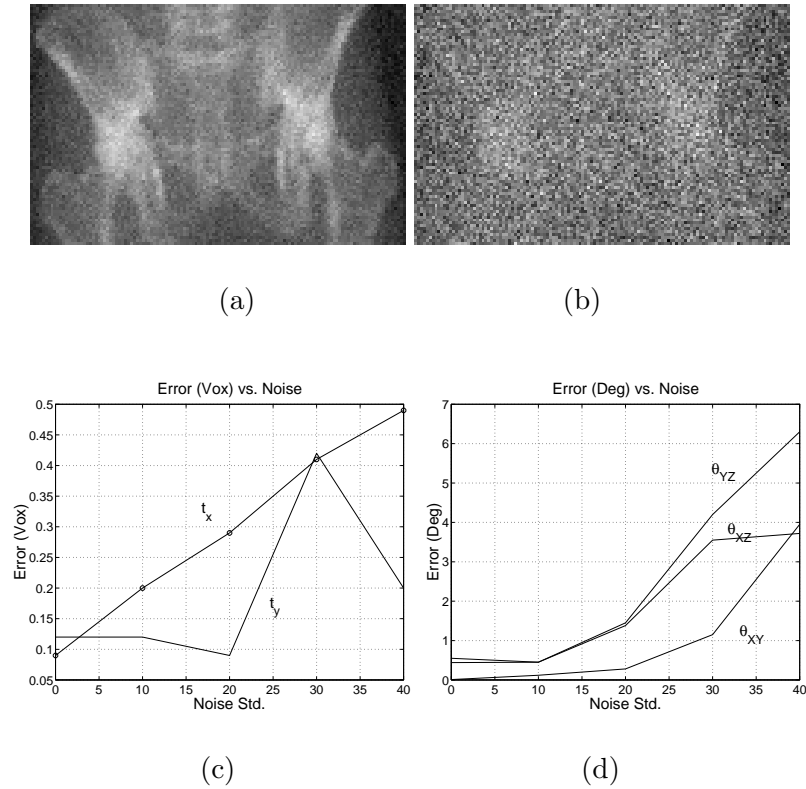 (a)
(b)
Error (Vox) vs. Noise
0.5
0.45
0.4
0.35
0.3
0.25
0.2
0.15
0.1
0.05
Error (Vox)
t_x
t_y
0 5 10 15 20 25 30 35 40
Noise Std.
(c)
Error (Deg) vs. Noise
7
6
5
4
3
2
1
0
Error (Deg)
θ_YZ
θ_XZ
θ_XY
0 5 10 15 20 25 30 35 40
Noise Std.
(d)